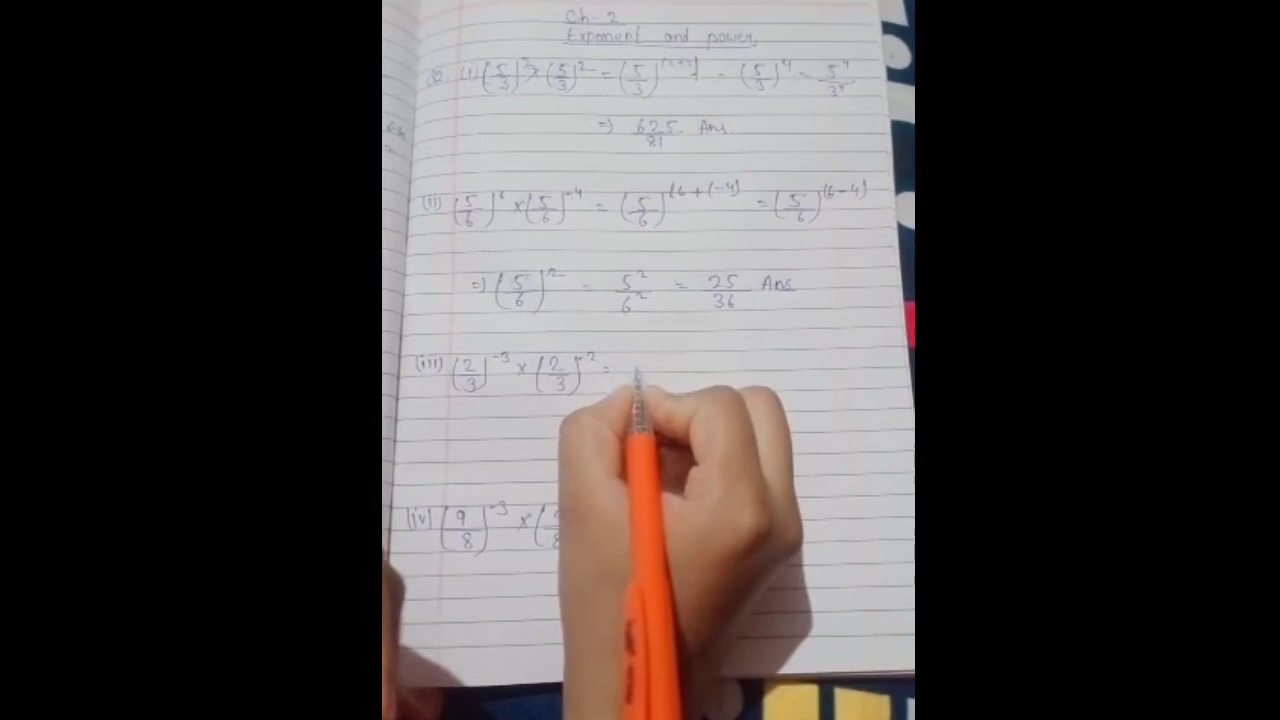 Ch-2
Exponent and power
Q2. (i) (5/3)^2 × (5/3)^2 = (5/3)^(2+2) = (5/3)^4 = 5^4/3^4
=) 625/81 Ans
(ii) (5/6)^6 × (5/6)^-4 = (5/6)^(6+(-4) = (5/6)^(6-4)
=) (5/6)^2 = 5^2/6^2 = 25/36 Ans
(iii) (2/3)^-3 × (2/3)^-2 =
(iv) (9/8)^-3 × (